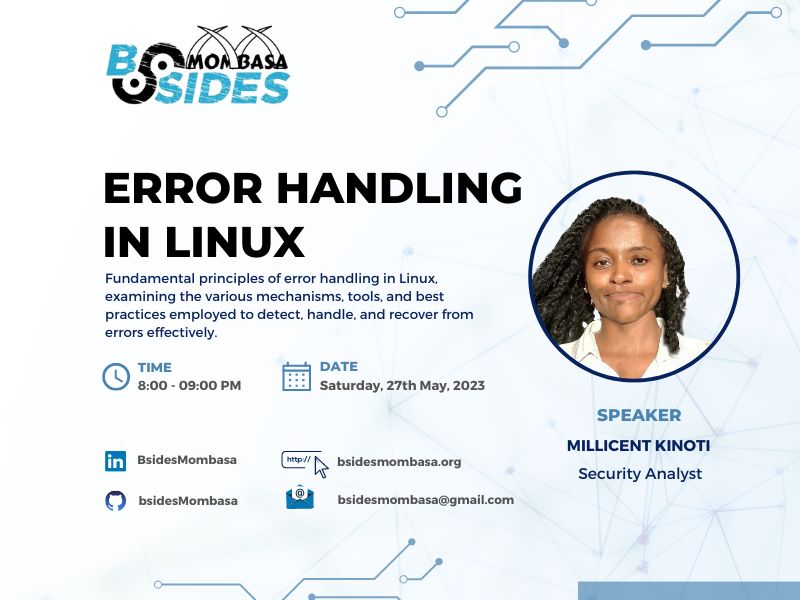 BSIDES MOMBASA
ERROR HANDLING
IN LINUX
Fundamental principles of error handling in Linux,
examining the various mechanisms, tools, and best
practices employed to detect, handle, and recover from
errors effectively.
TIME
8:00 - 09:00 PM
DATE
Saturday, 27th May, 2023
SPEAKER
MILLICENT KINOTI
Security Analyst
in BsidesMombasa
http:// bsidesmombasa.org
bsidesMombasa
@ bsidesmombasa@gmail.com